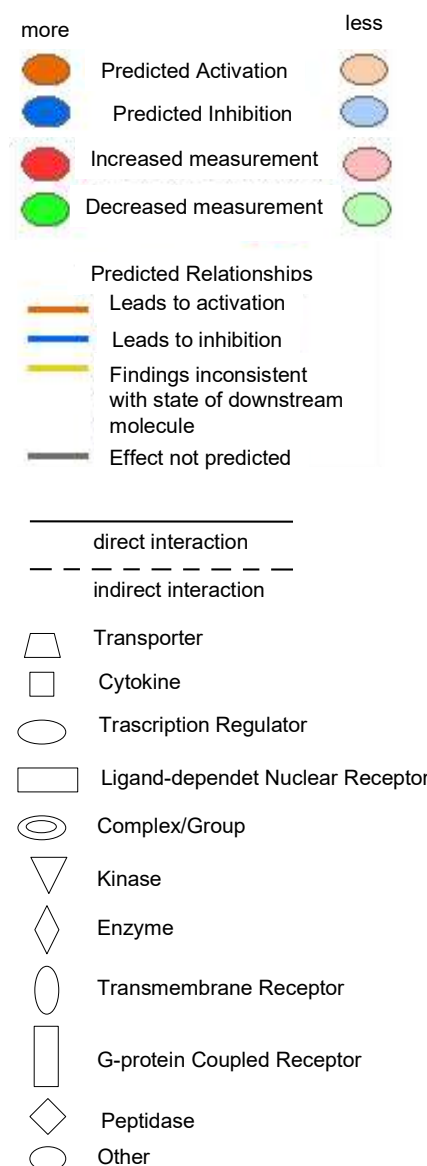 more
less
Predicted Activation
Predicted Inhibition
Increased measurement
Decreased measurement
Predicted Relationships
Leads to activation
Leads to inhibition
Findings inconsistent
with state of downstream
molecule
Effect not predicted
direct interaction
indirect interaction
Transporter
Cytokine
Trascription Regulator
Ligand-dependet Nuclear Receptor
Complex/Group
Kinase
Enzyme
Transmembrane Receptor
G-protein Coupled Receptor
Peptidase
Other